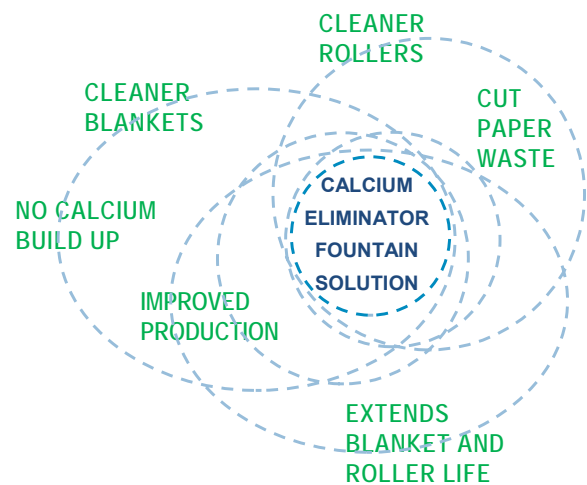 CLEANER
ROLLERS
CLEANER
BLANKETS
CUT
PAPER
WASTE
NO CALCIUM
BUILD UP
CALCIUM
ELIMINATOR
FOUNTAIN
SOLUTION
IMPROVED
PRODUCTION
EXTENDS
BLANKET AND
ROLLER LIFE